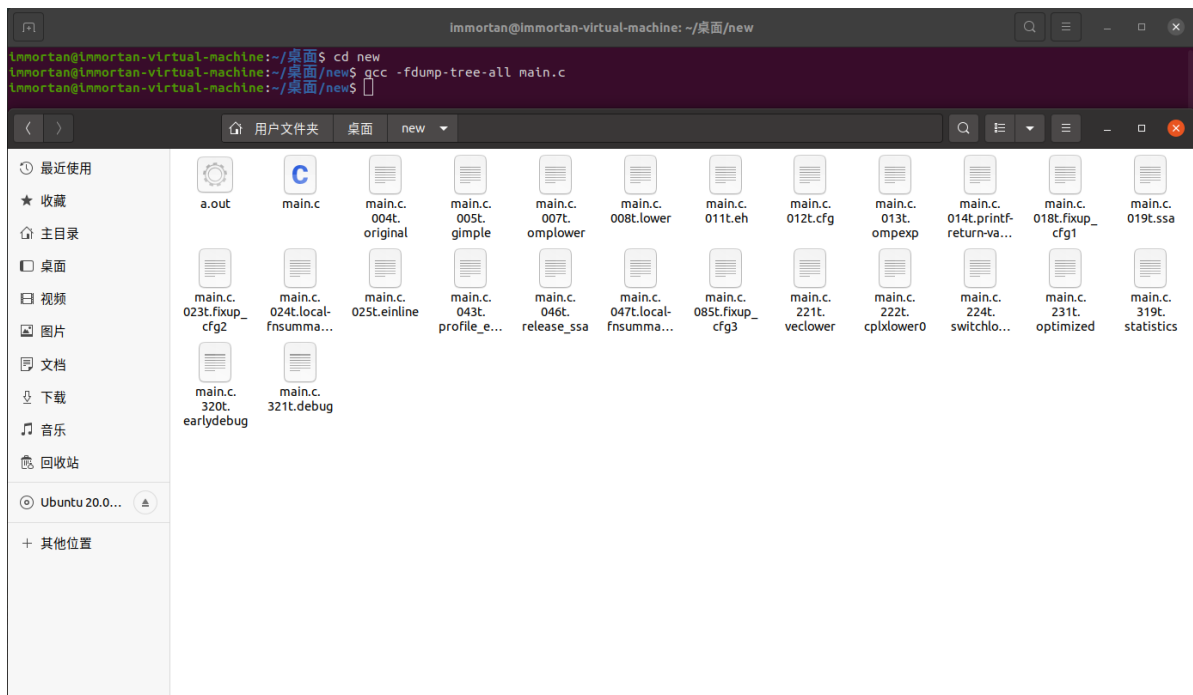 immortan@immortan-virtual-machine: ~/桌面/new
immortan@immortan-virtual-machine:~/桌面$ cd new
immortan@immortan-virtual-machine:~/桌面/new$ gcc -fdump-tree-all main.c
immortan@immortan-virtual-machine:~/桌面/new$
用户文件夹 桌面 new
最近使用
收藏
主目录
桌面
视频
图片
文档
下载
音乐
回收站
Ubuntu 20.0...
其他位置
a.out
main.c
main.c.
004t.
original
main.c.
005t.
gimple
main.c.
007t.
omplower
main.c.
008t.lower
main.c.
011t.eh
main.c.
012t.cfg
main.c.
013t.
ompexp
main.c.
014t.printf-
return-va...
main.c.
018t.fixup_
cfg1
main.c.
019t.ssa
main.c.
023t.fixup_
cfg2
main.c.
024t.local-
fnsumma...
main.c.
025t.einline
main.c.
043t.
profile_e...
main.c.
046t.
release_ssa
main.c.
047t.local-
fnsumma...
main.c.
085t.fixup_
cfg3
main.c.
221t.
veclower
main.c.
222t.
cplxlower0
main.c.
224t.
switchlo...
main.c.
231t.
optimized
main.c.
319t.
statistics
main.c.
320t.
earlydebug
main.c.
321t.debug